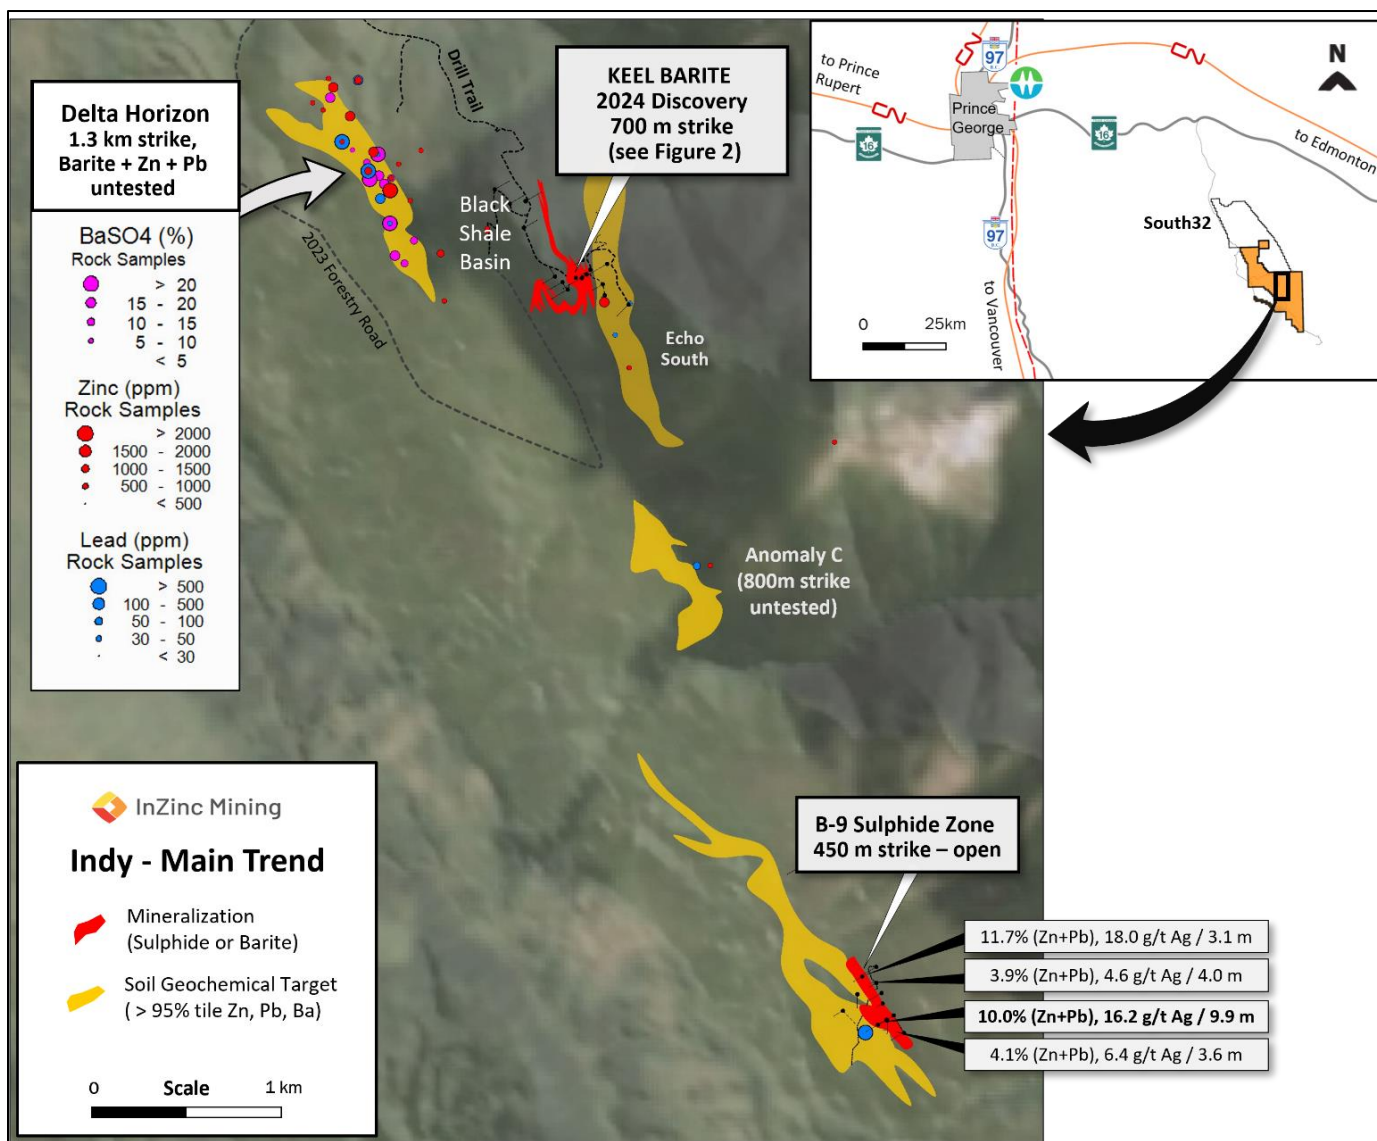 Delta Horizon
1.3 km strike,
Barite + Zn + Pb
untested
BaSO4 (%)
Rock Samples
> 20
15 - 20
10 - 15
5 - 10
< 5
Zinc (ppm)
Rock Samples
> 2000
1500 - 2000
1000 - 1500
500 - 1000
< 500
Lead (ppm)
Rock Samples
> 500
100 - 500
50 - 100
30 - 50
< 30
Drill Trail
2023 Forestry Road
Black
Shale
Basin
KEEL BARITE
2024 Discovery
700 m strike
(see Figure 2)
Echo
South
Anomaly C
(800m strike
untested)
to Prince
Rupert
CN
16
Prince
George
97
B.C.
CN
16
CN
N
to Edmonton
97
B.C.
to Vancouver
South32
0 25km
InZinc Mining
Indy - Main Trend
Mineralization
(Sulphide or Barite)
Soil Geochemical Target
( > 95% tile Zn, Pb, Ba)
0 Scale 1 km
B-9 Sulphide Zone
450 m strike – open
11.7% (Zn+Pb), 18.0 g/t Ag / 3.1 m
3.9% (Zn+Pb), 4.6 g/t Ag / 4.0 m
10.0% (Zn+Pb), 16.2 g/t Ag / 9.9 m
4.1% (Zn+Pb), 6.4 g/t Ag / 3.6 m